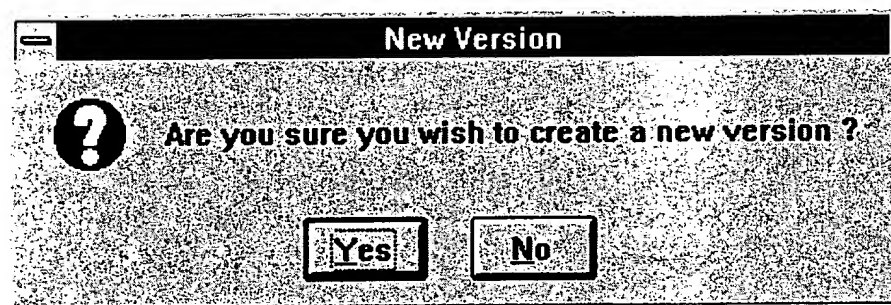 New Version
Are you sure you wish to create a new version ?
Yes
No